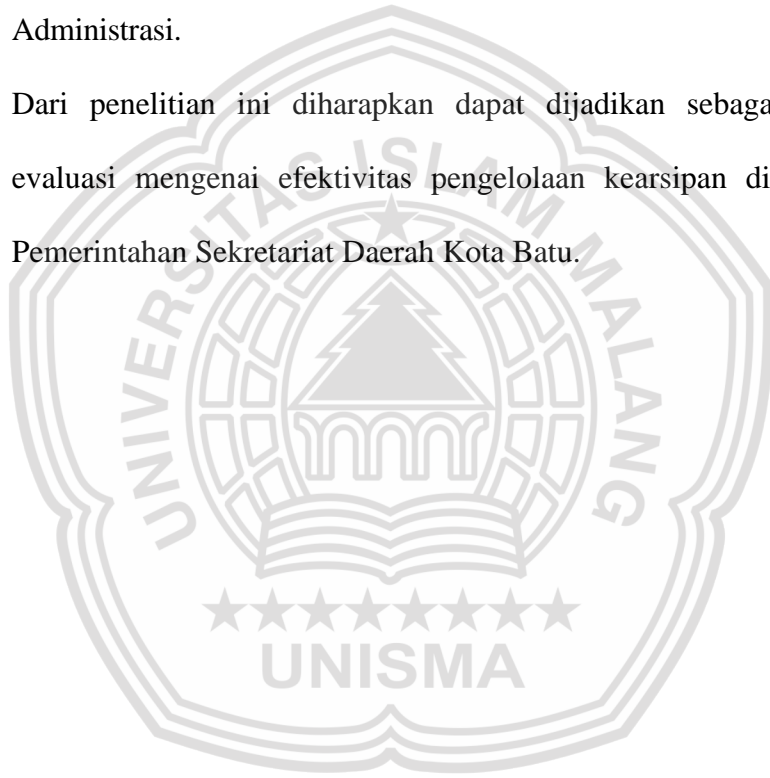 Administrasi.
Dari penelitian ini diharapkan dapat dijadikan sebaga
evaluasi mengenai efektivitas pengelolaan kearsipan di
Pemerintahan Sekretariat Daerah Kota Batu.
UNIVERSITAS ISLAM MALANG
UNISMA